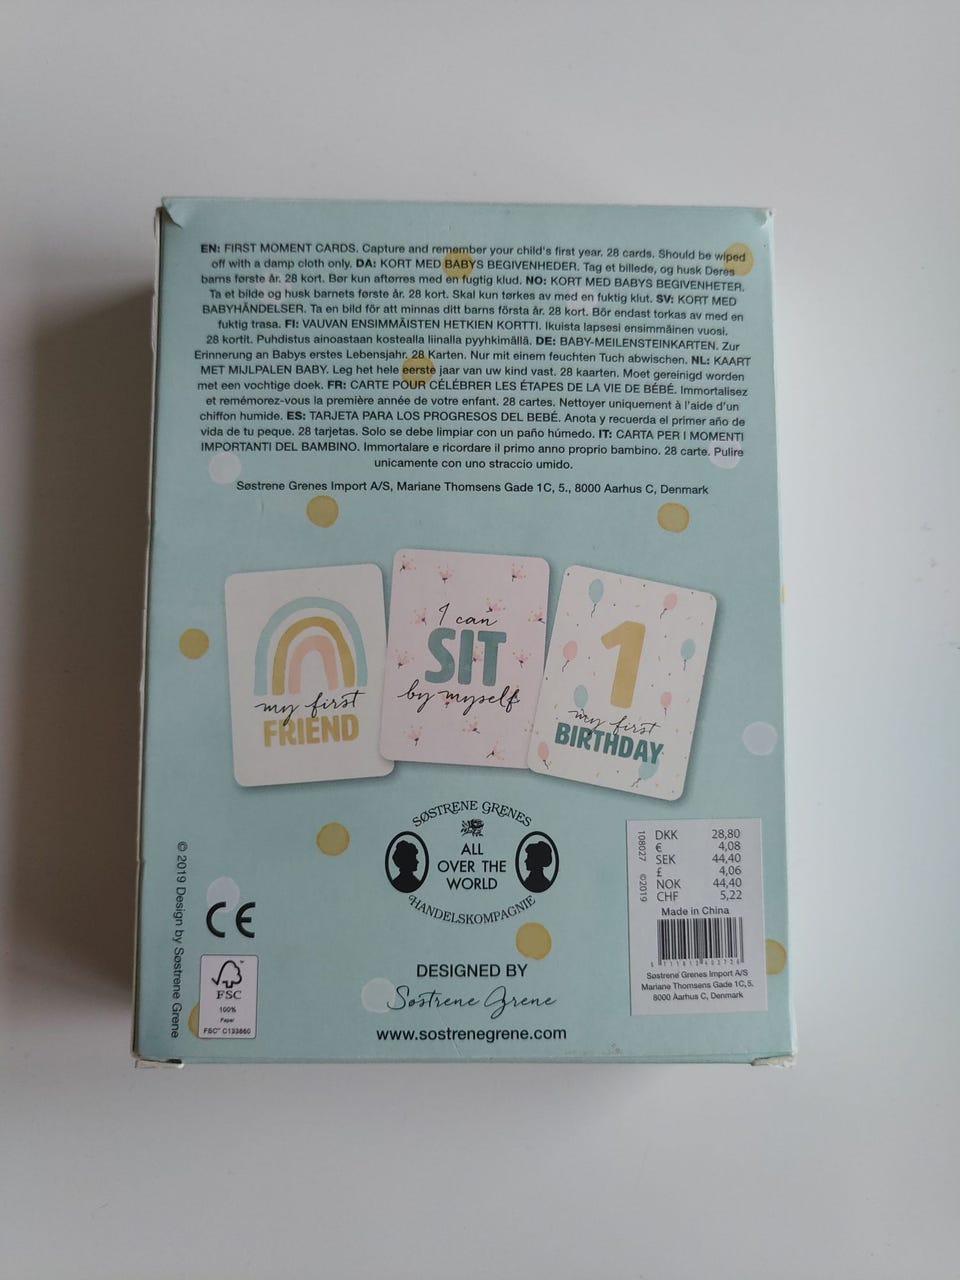 EN: FIRST MOMENT CARDS. Capture and remember your child's first year. 28 cards. Should be wiped
off with a damp cloth only. DA: KORT MED BABYS BEGIVENHEDER. Tag et billede, og husk Deres
barns første år. 28 kort. Bør kun aftørres med en fugtig klud. NO: KORT MED BABYS BEGIVENHETER.
Ta et bilde og husk barnets første år. 28 kort. Skal kun tørkes av med en fuktig klut. SV: KORT MED
BABYHÄNDELSER. Ta en bild för att minnas ditt barns första år. 28 kort. Bör endast torkas av med en
fuktig trasa. FI: VAUVAN ENSIMMÄISTEN HETKIEN KORTTI. Ikuista lapsesi ensimmäinen vuosi.
28 kortit. Puhdistus ainoastaan kostealla liinalla pyyhkimällä. DE: BABY-MEILENSTEINKARTEN. Zur
Erinnerung an Babys erstes Lebensjahr. 28 Karten. Nur mit einem feuchten Tuch abwischen. NL: KAART
MET MIJLPALEN BABY. Leg het hele eerste jaar van uw kind vast. 28 kaarten. Moet gereinigd worden
met een vochtige doek. FR: CARTE POUR CÉLÉBRER LES ÉTAPES DE LA VIE DE BÉBÉ. Immortalisez
et remémorez-vous la première année de votre enfant. 28 cartes. Nettoyer uniquement à l'aide d'un
chiffon humide. ES: TARJETA PARA LOS PROGRESOS DEL BEBÉ. Anota y recuerda el primer año de
vida de tu peque. 28 tarjetas. Solo se debe limpiar con un paño húmedo. IT: CARTA PER I MOMENTI
IMPORTANTI DEL BAMBINO. Immortalare e ricordare il primo anno proprio bambino. 28 carte. Pulire
unicamente con uno straccio umido.
Søstrene Grenes Import A/S, Mariane Thomsens Gade 1C, 5., 8000 Aarhus C, Denmark
my first
FRIEND
I can
SIT
by myself
1
my first
BIRTHDAY
SØSTRENE GRENES
ALL
OVER THE
WORLD
HANDELSKOMPAGNIE
DESIGNED BY
Søstrene Grene
www.sostrenegrene.com
© 2019 Design by Søstrene Grene
CE
FSC
100%
Paper
FSC™ C133860
108027 ©2019
DKK 28,80
€ 4,08
SEK 44,40
£ 4,06
NOK 44,40
CHF 5,22
Made in China
Søstrene Grenes Import A/S
Mariane Thomsens Gade 1C,5.
8000 Aarhus C, Denmark